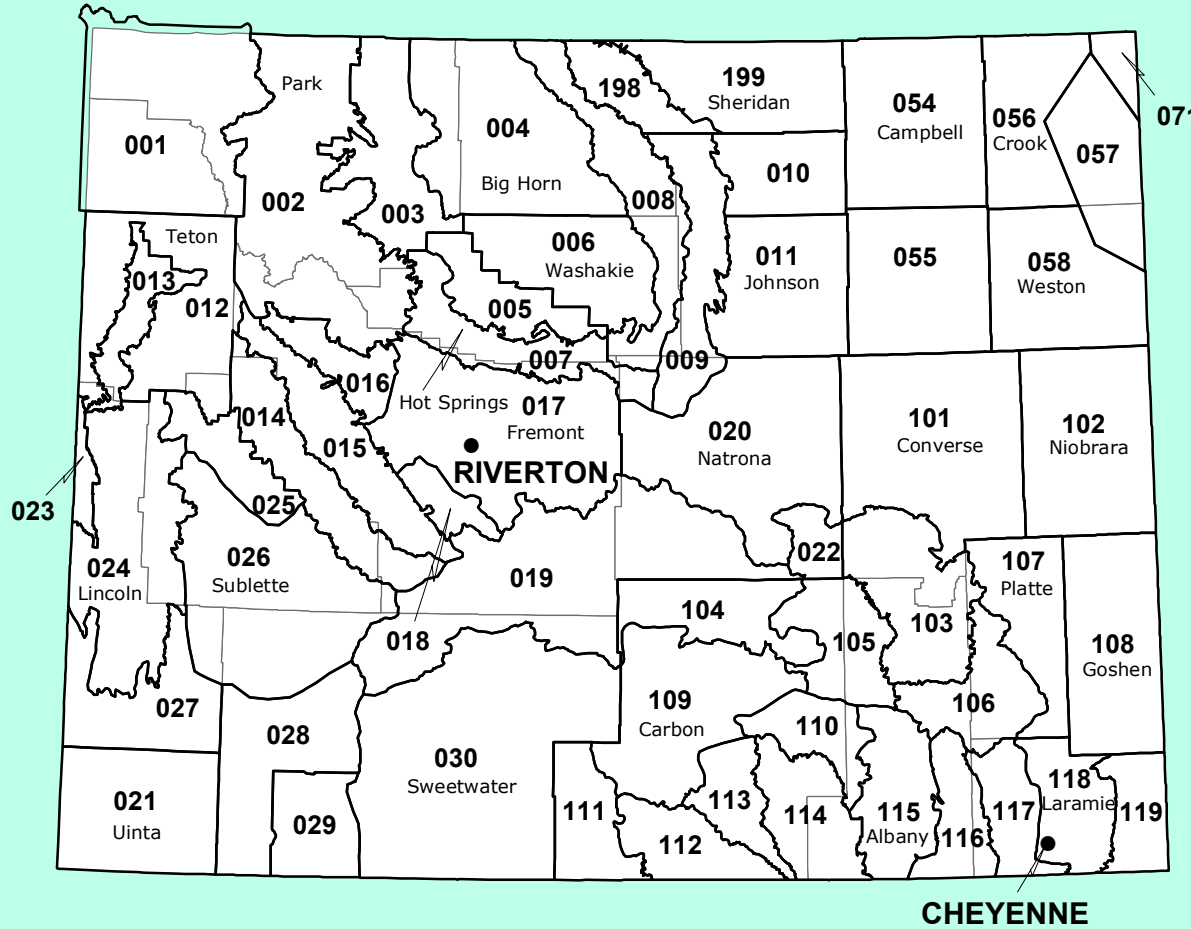 199
Sheridan
198
Park
054
Campbell
056
Crook
071
004
001
057
010
Big Horn
002
008
003
Teton
006
Washakie
011
Johnson
055
058
Weston
013
012
005
007
009
016
Hot Springs
017
Fremont
014
015
020
Natrona
101
Converse
102
Niobrara
RIVERTON
023
025
026
Sublette
024
Lincoln
022
107
Platte
019
104
103
018
105
108
Goshen
109
Carbon
106
027
028
110
030
Sweetwater
118
Laramie
021
Uinta
029
111
113
114
115
Albany
116
117
119
112
CHEYENNE